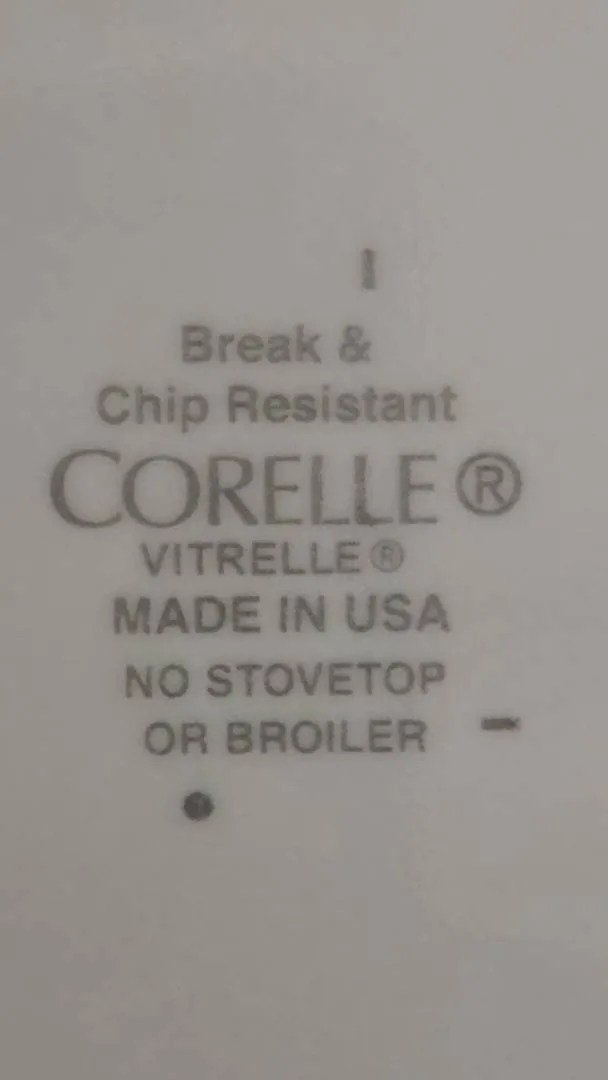 Break &
Chip Resistant
CORELLE®
VITRELLE®
MADE IN USA
NO STOVETOP
OR BROILER